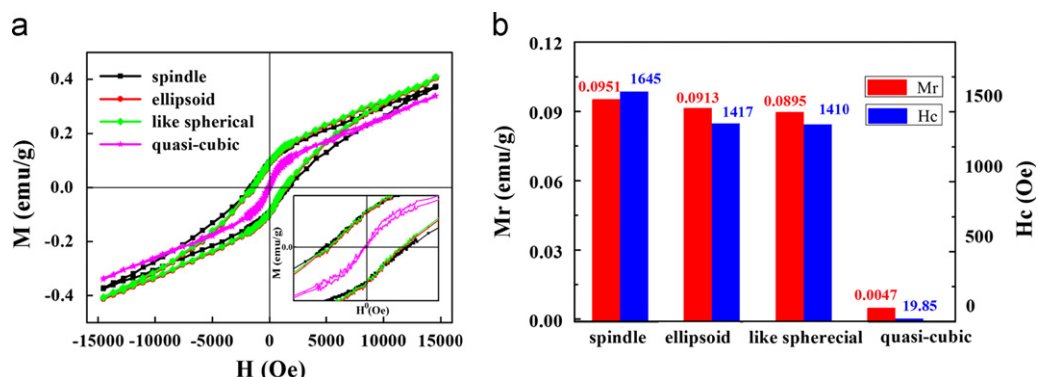 a
M (emu/g)
0.4
0.2
0.0
-0.2
-0.4
spindle
ellipsoid
like spherical
quasi-cubic
M (emu/g)
0.0
0
H (Oe)
-15000 -10000 -5000 0 5000 10000 15000
H (Oe)
b
Mr (emu/g)
0.12
0.09
0.06
0.03
0.00
0.0951 1645
0.0913 1417
0.0895 1410
0.0047 19.85
Mr
Hc
1500
1000
500
0
Hc (Oe)
spindle ellipsoid like spherecial quasi-cubic